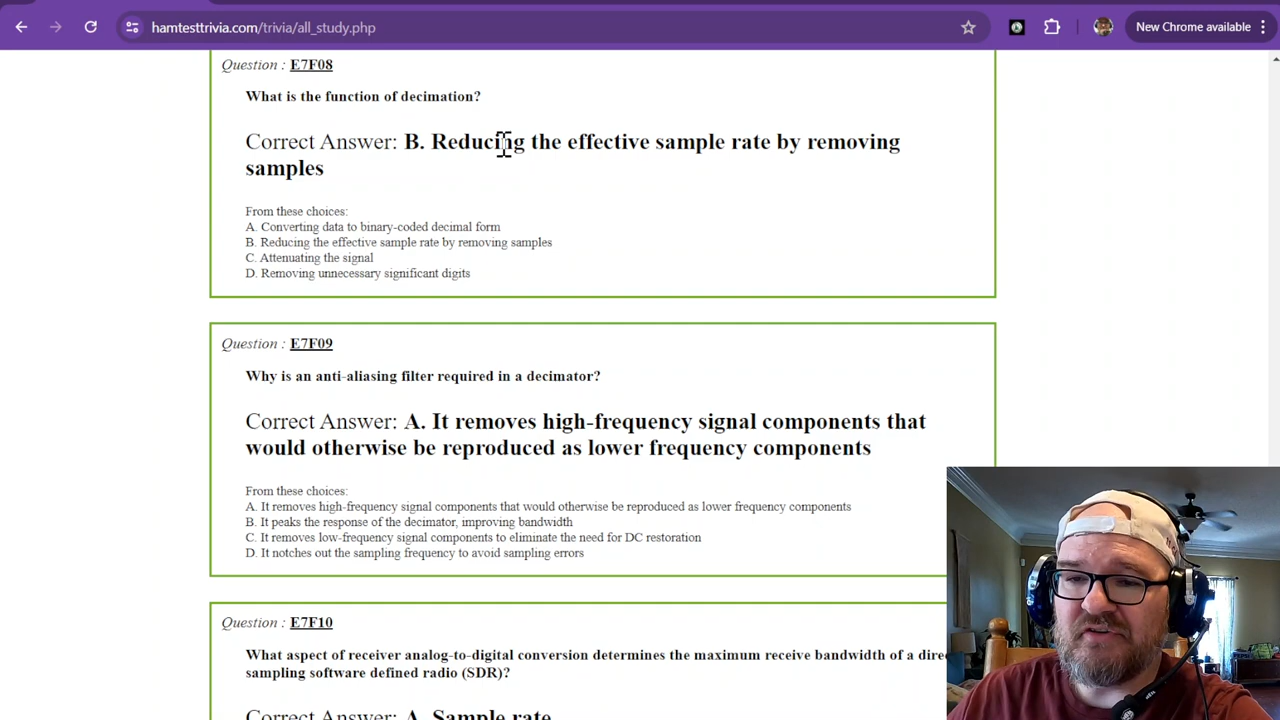 hamtesttrivia.com/trivia/all_study.php
New Chrome available
Question : E7F08
What is the function of decimation?
Correct Answer: B. Reducing the effective sample rate by removing
samples
From these choices:
A. Converting data to binary-coded decimal form
B. Reducing the effective sample rate by removing samples
C. Attenuating the signal
D. Removing unnecessary significant digits
Question : E7F09
Why is an anti-aliasing filter required in a decimator?
Correct Answer: A. It removes high-frequency signal components that
would otherwise be reproduced as lower frequency components
From these choices:
A. It removes high-frequency signal components that would otherwise be reproduced as lower frequency components
B. It peaks the response of the decimator, improving bandwidth
C. It removes low-frequency signal components to eliminate the need for DC restoration
D. It notches out the sampling frequency to avoid sampling errors
Question : E7F10
What aspect of receiver analog-to-digital conversion determines the maximum receive bandwidth of a
sampling software defined radio (SDR)?
Correct Answer: A. Sample rate